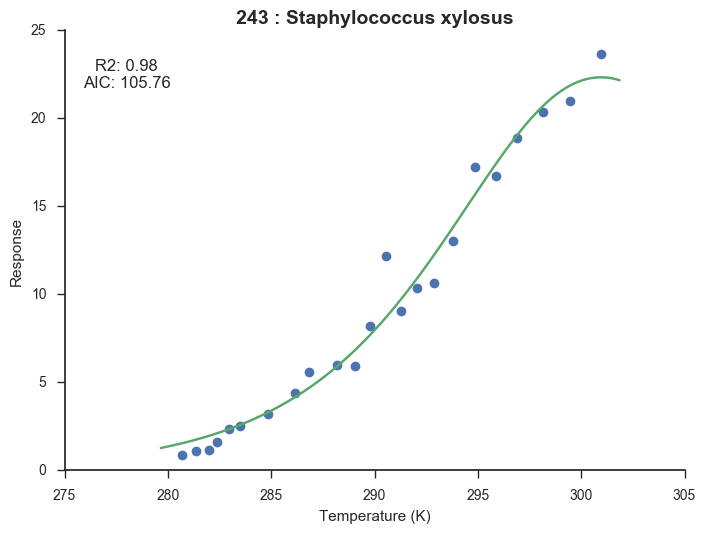 243 : Staphylococcus xylosus
R2: 0.98
AIC: 105.76
25
20
15
10
5
0
Response
275 280 285 290 295 300 305
Temperature (K)